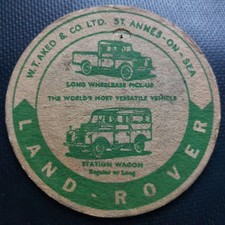 W. T. AKED & CO. LTD. ST. ANNES-ON-SEA
LONG WHEELBASE PICK-UP
THE WORLD'S MOST VERSATILE VEHICLE
STATION WAGON
Regular or Long
LAND-ROVER